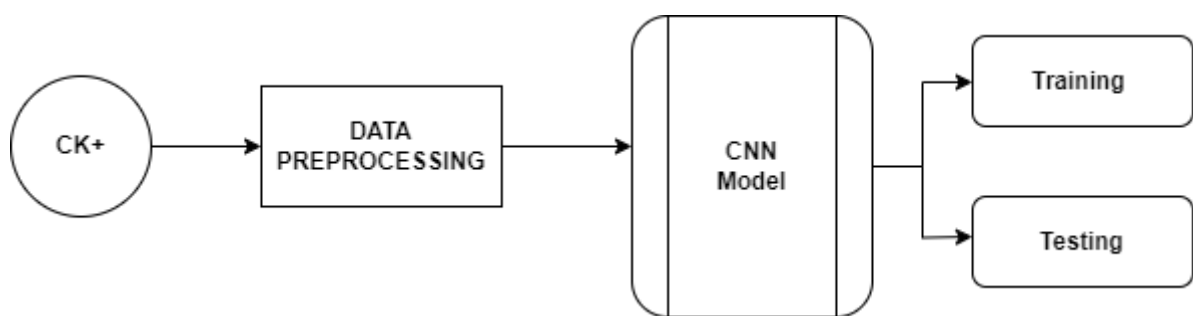 CK+
DATA
PREPROCESSING
CNN
Model
Training
Testing